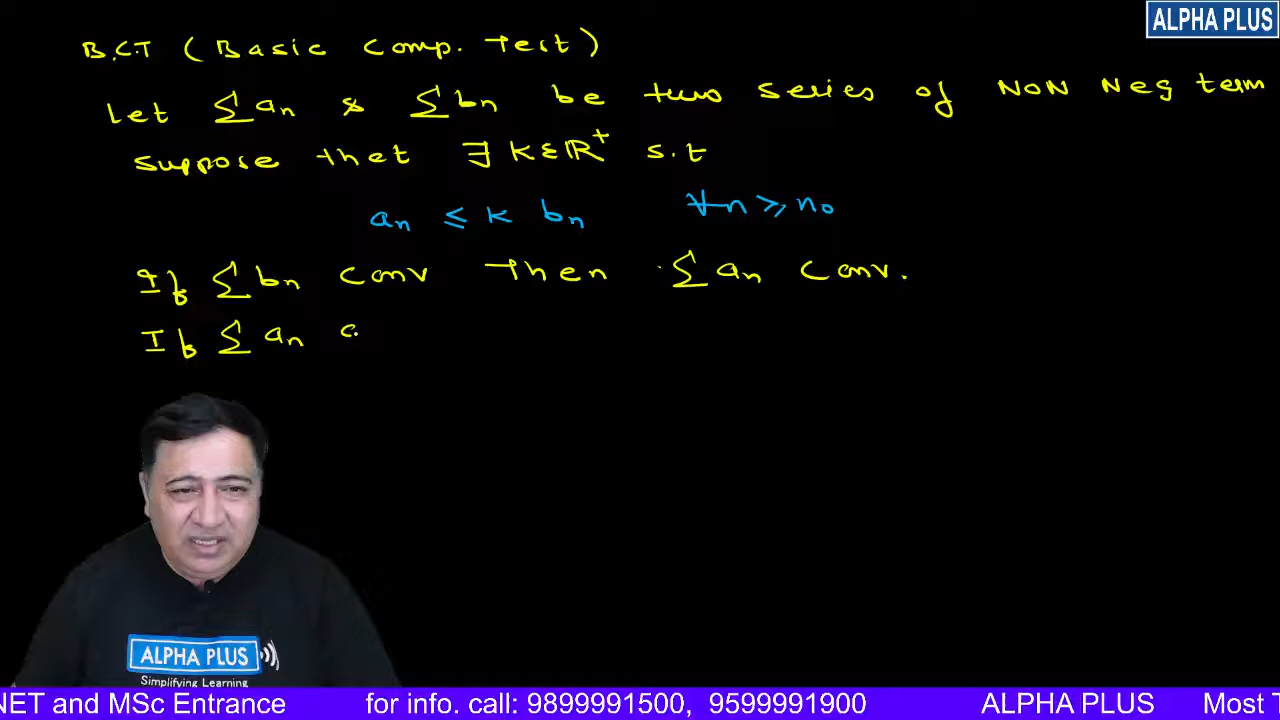 ALPHA PLUS
B.C.T (Basic Comp. Test)
Let Σan & Σbn be two series of NON Neg term
suppose thet ∃ K∈ℝ⁺ s.t
an ≤ K bn ∀n ≥ n₀
If Σbn conv Then Σan conv.
If Σan c
ALPHA PLUS
Simplifying Learning
NET and MSc Entrance for info. call: 9899991500, 9599991900 ALPHA PLUS Most T